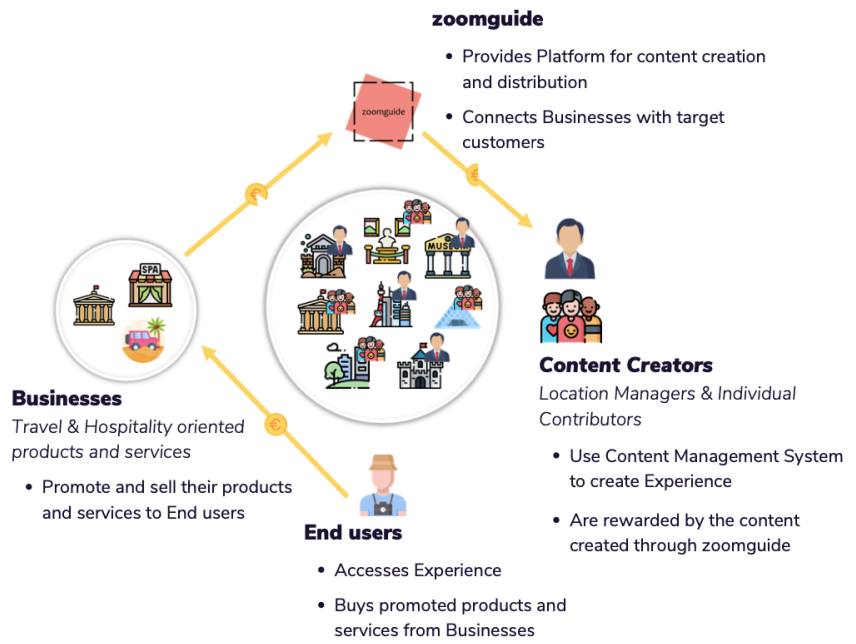 zoomguide
• Provides Platform for content creation
and distribution
• Connects Businesses with target
customers
zoomguide
SPA
MUSEUM
Businesses
Travel & Hospitality oriented
products and services
• Promote and sell their products
and services to End users
Content Creators
Location Managers & Individual
Contributors
• Use Content Management System
to create Experience
• Are rewarded by the content
created through zoomguide
End users
• Accesses Experience
• Buys promoted products and
services from Businesses